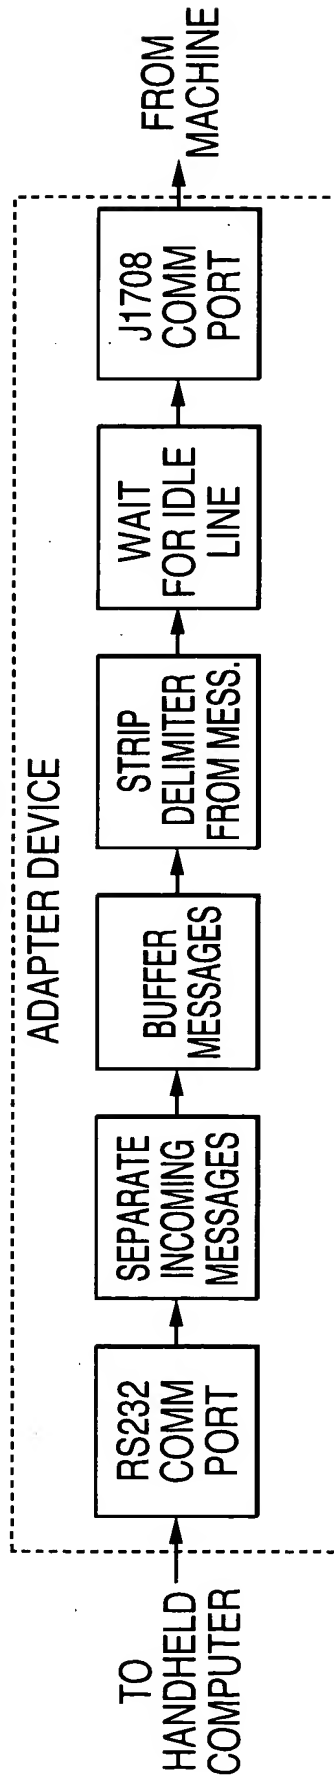 ADAPTER DEVICE
TO
HANDHELD
COMPUTER
RS232
COMM
PORT
SEPARATE
INCOMING
MESSAGES
BUFFER
MESSAGES
STRIP
DELIMITER
FROM MESS.
WAIT
FOR IDLE
LINE
J1708
COMM
PORT
FROM
MACHINE